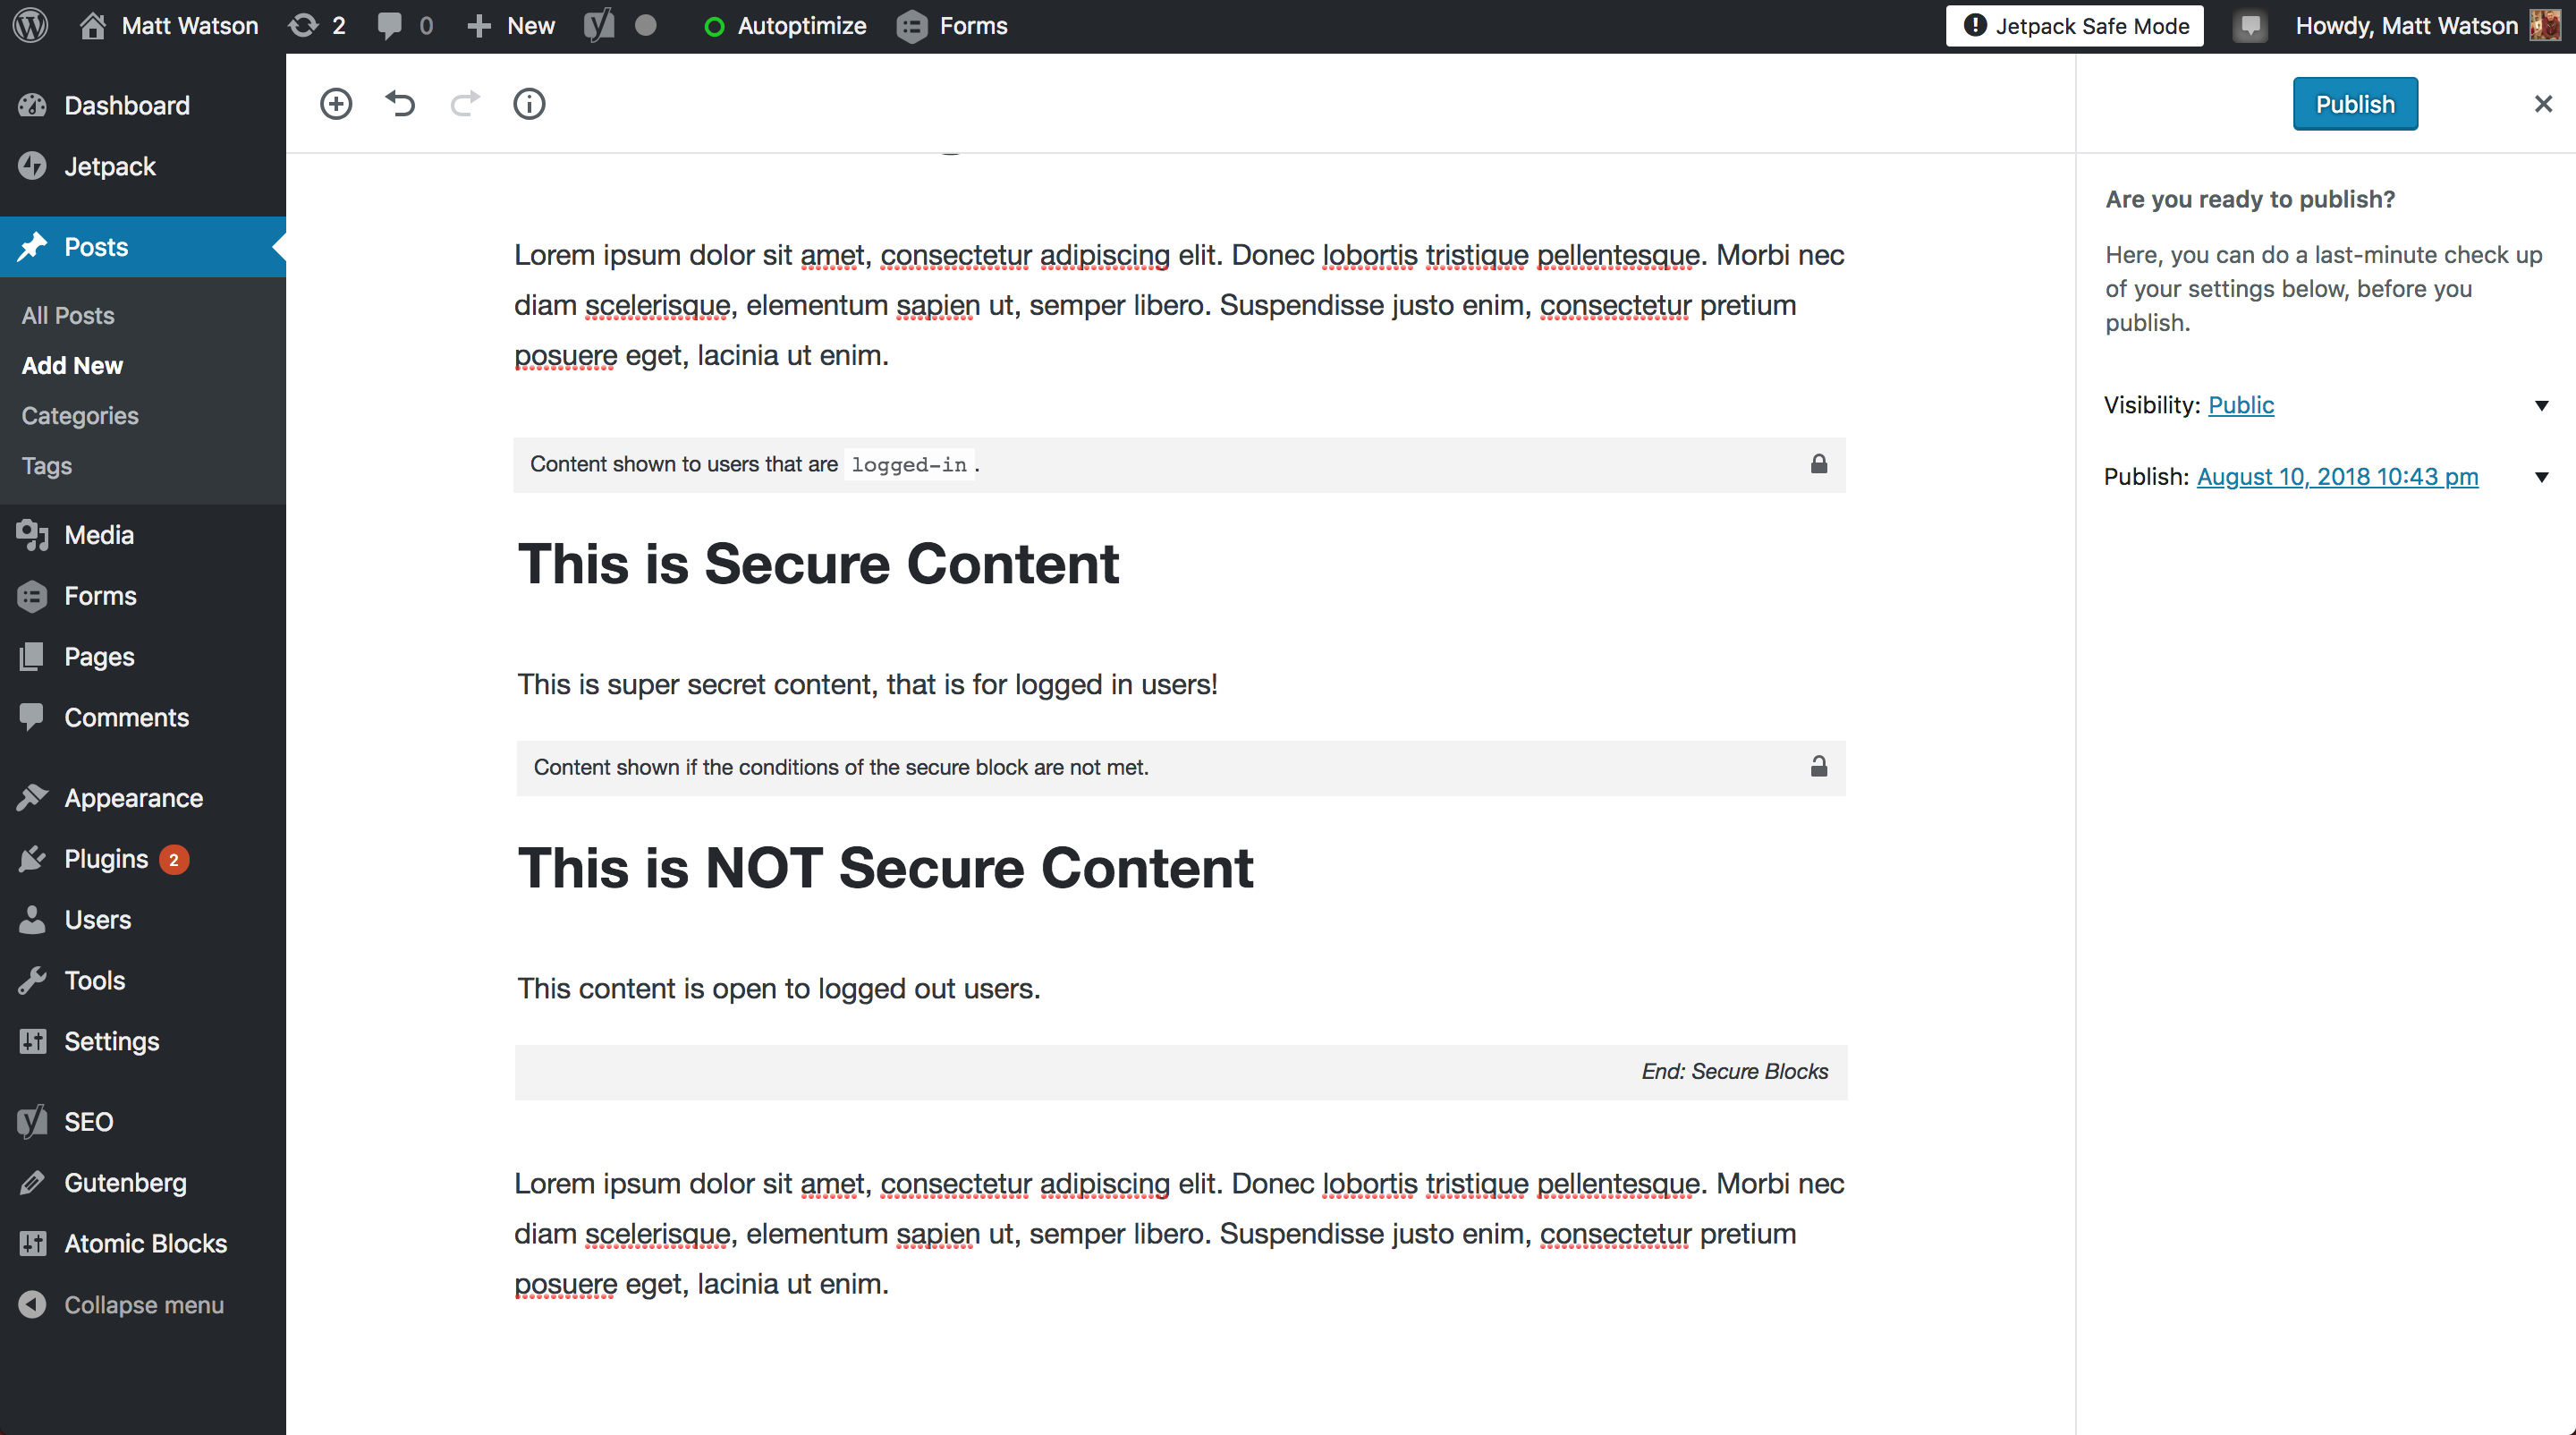 Matt Watson 2 0 New Autoptimize Forms Jetpack Safe Mode Howdy, Matt Watson
Dashboard
Jetpack
Posts
All Posts
Add New
Categories
Tags
Media
Forms
Pages
Comments
Appearance
Plugins 2
Users
Tools
Settings
SEO
Gutenberg
Atomic Blocks
Collapse menu
Lorem ipsum dolor sit amet, consectetur adipiscing elit. Donec lobortis tristique pellentesque. Morbi nec
diam scelerisque, elementum sapien ut, semper libero. Suspendisse justo enim, consectetur pretium
posuere eget, lacinia ut enim.
Content shown to users that are logged-in .
This is Secure Content
This is super secret content, that is for logged in users!
Content shown if the conditions of the secure block are not met.
This is NOT Secure Content
This content is open to logged out users.
End: Secure Blocks
Lorem ipsum dolor sit amet, consectetur adipiscing elit. Donec lobortis tristique pellentesque. Morbi nec
diam scelerisque, elementum sapien ut, semper libero. Suspendisse justo enim, consectetur pretium
posuere eget, lacinia ut enim.
Publish
Are you ready to publish?
Here, you can do a last-minute check up
of your settings below, before you
publish.
Visibility: Public
Publish: August 10, 2018 10:43 pm